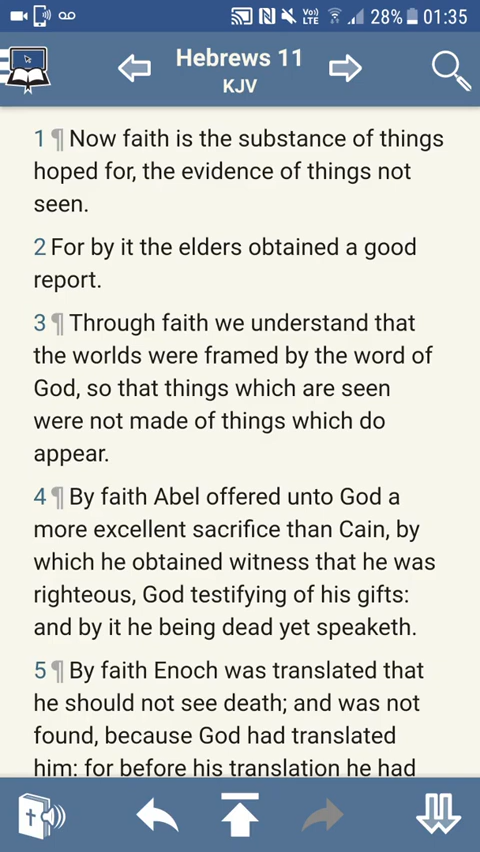 Vo))
LTE
28%
01:35
Hebrews 11
KJV
1 ¶ Now faith is the substance of things
hoped for, the evidence of things not
seen.
2 For by it the elders obtained a good
report.
3 ¶ Through faith we understand that
the worlds were framed by the word of
God, so that things which are seen
were not made of things which do
appear.
4 ¶ By faith Abel offered unto God a
more excellent sacrifice than Cain, by
which he obtained witness that he was
righteous, God testifying of his gifts:
and by it he being dead yet speaketh.
5 ¶ By faith Enoch was translated that
he should not see death; and was not
found, because God had translated
him: for before his translation he had